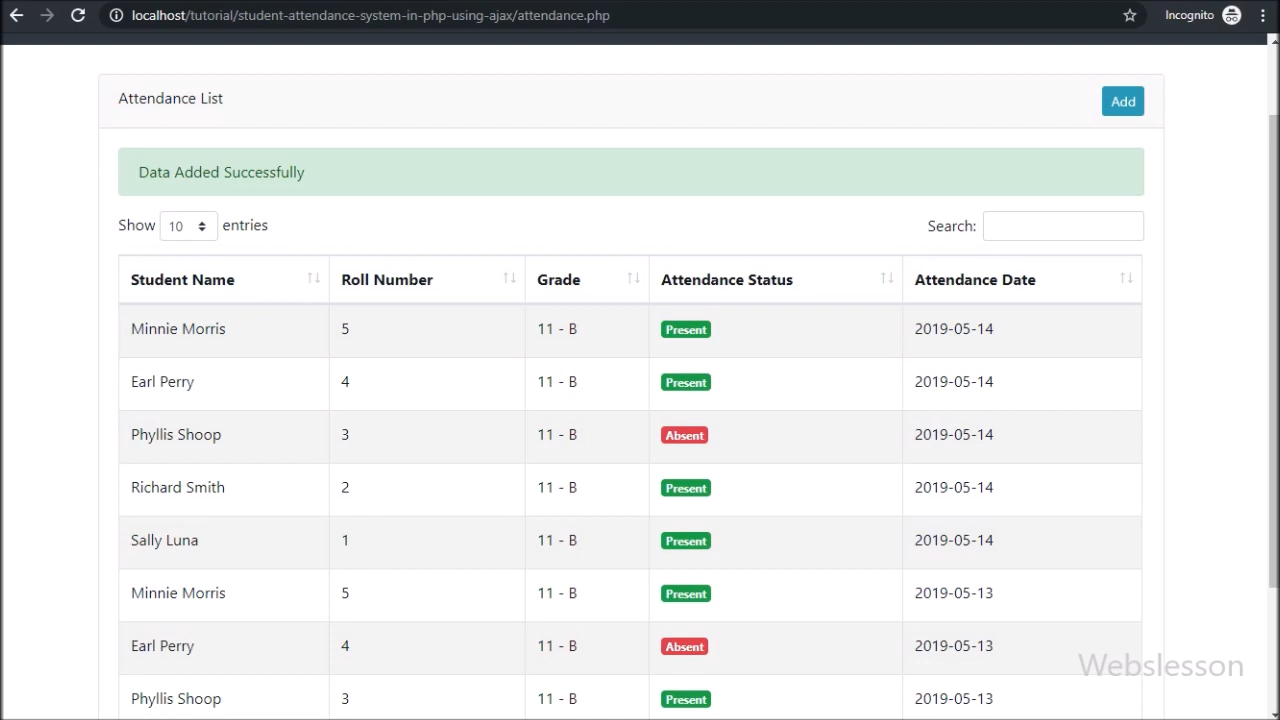 localhost/tutorial/student-attendance-system-in-php-using-ajax/attendance.php Incognito
Attendance List Add
Data Added Successfully
Show 10 entries Search:
Student Name Roll Number Grade Attendance Status Attendance Date
Minnie Morris 5 11 - B Present 2019-05-14
Earl Perry 4 11 - B Present 2019-05-14
Phyllis Shoop 3 11 - B Absent 2019-05-14
Richard Smith 2 11 - B Present 2019-05-14
Sally Luna 1 11 - B Present 2019-05-14
Minnie Morris 5 11 - B Present 2019-05-13
Earl Perry 4 11 - B Absent 2019-05-13
Webslesson
Phyllis Shoop 3 11 - B Present 2019-05-13